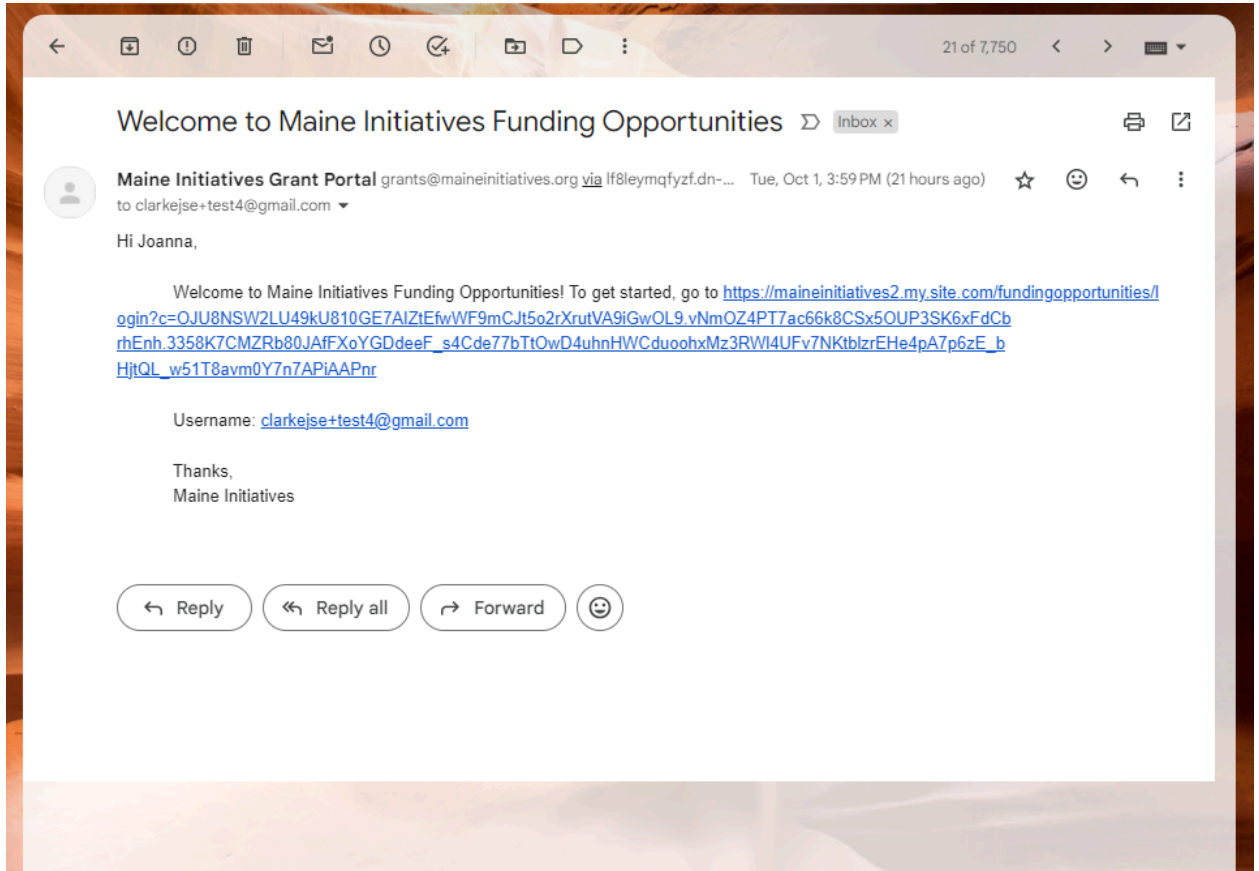 21 of 7,750
Welcome to Maine Initiatives Funding Opportunities Inbox ×
Maine Initiatives Grant Portal grants@maineinitiatives.org via lf8leymqfyzf.dn-... Tue, Oct 1, 3:59 PM (21 hours ago)
to clarkejse+test4@gmail.com
Hi Joanna,
Welcome to Maine Initiatives Funding Opportunities! To get started, go to https://maineinitiatives2.my.site.com/fundingopportunities/l
ogin?c=OJU8NSW2LU49kU810GE7AIZtEfwWF9mCJt5o2rXrutVA9iGwOL9.vNmOZ4PT7ac66k8CSx5OUP3SK6xFdCb
rhEnh.3358K7CMZRb80JAfFXoYGDdeeF_s4Cde77bTtOwD4uhnHWCduoohxMz3RWI4UFv7NKtblzrEHe4pA7p6zE_b
HjtQL_w51T8avm0Y7n7APiAAPnr
Username: clarkejse+test4@gmail.com
Thanks,
Maine Initiatives
Reply Reply all Forward